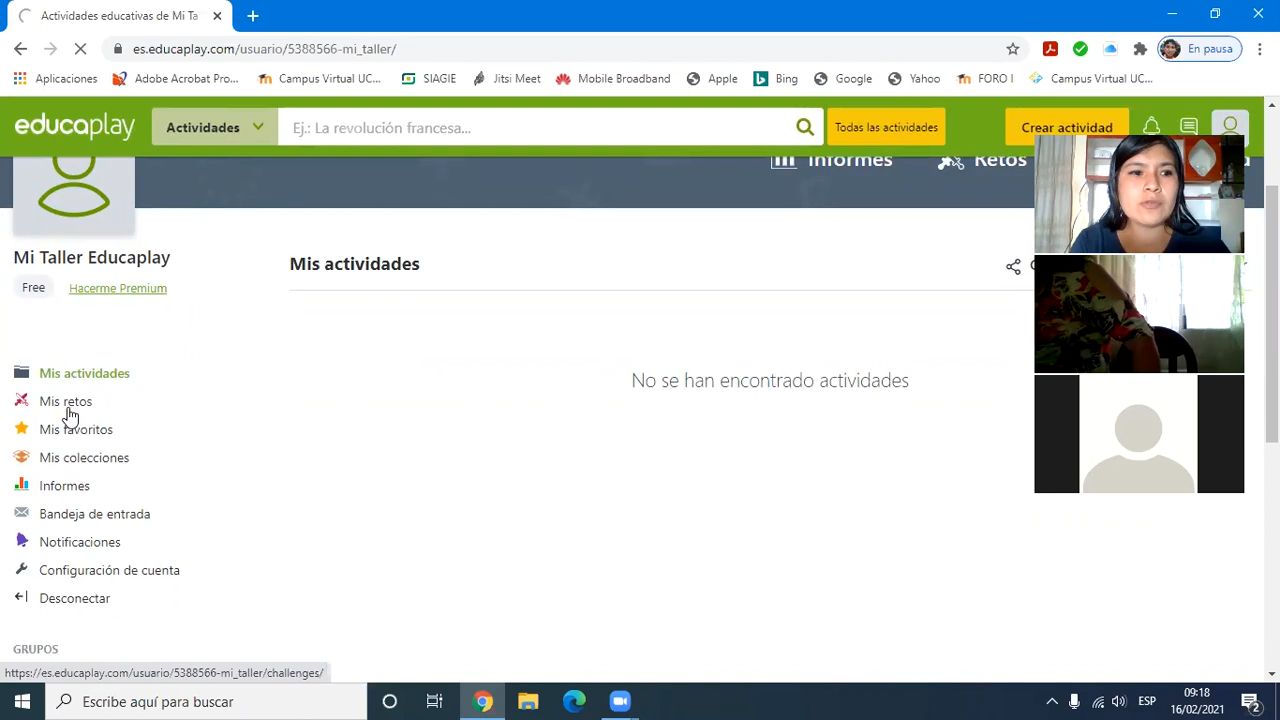 Actividades educativas de Mi Ta
es.educaplay.com/usuario/5388566-mi_taller/
En pausa
Aplicaciones
Adobe Acrobat Pro...
Campus Virtual UC...
SIAGIE
Jitsi Meet
Mobile Broadband
Apple
Bing
Google
Yahoo
FORO I
Campus Virtual UC...
educaplay
Actividades
Ej.: La revolución francesa...
Todas las actividades
Crear actividad
Informes
Retos
Mi Taller Educaplay
Free
Hacerme Premium
Mis actividades
No se han encontrado actividades
Mis actividades
Mis retos
Mis favoritos
Mis colecciones
Informes
Bandeja de entrada
Notificaciones
Configuración de cuenta
Desconectar
GRUPOS
https://es.educaplay.com/usuario/5388566-mi_taller/challenges/
Escribe aquí para buscar
ESP
09:18
16/02/2021
2